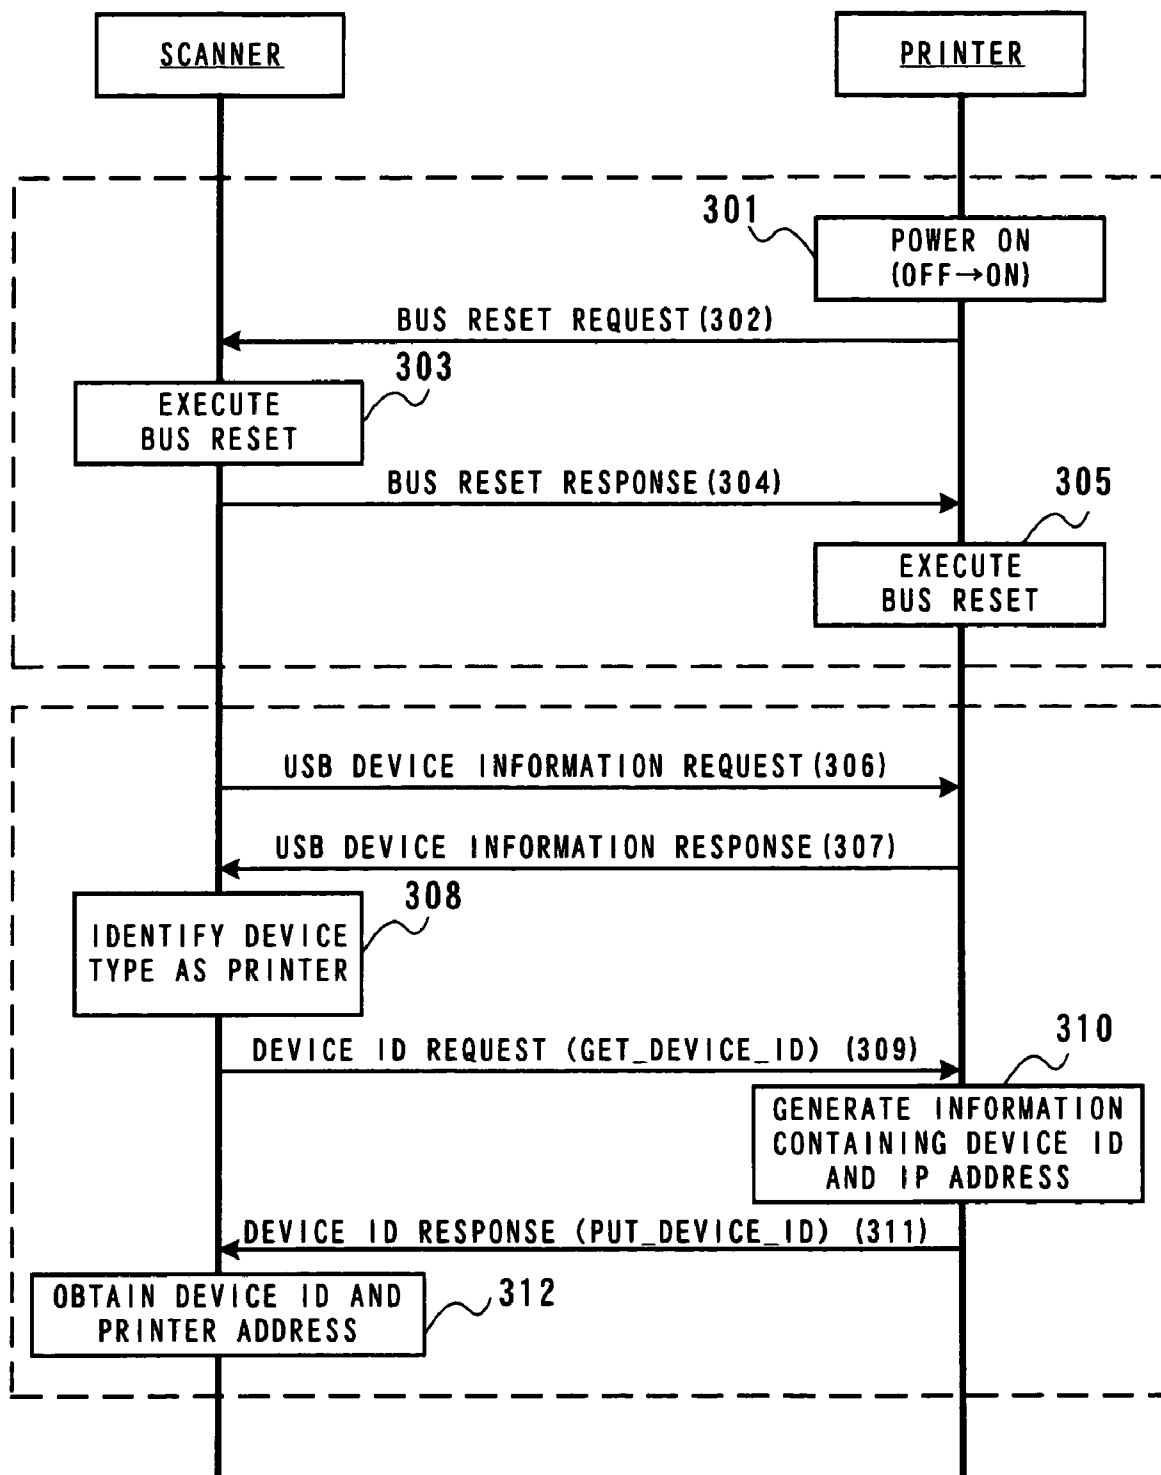 SCANNER
PRINTER
301
POWER ON
(OFF→ON)
BUS RESET REQUEST(302)
303
EXECUTE
BUS RESET
BUS RESET RESPONSE(304)
305
EXECUTE
BUS RESET
USB DEVICE INFORMATION REQUEST(306)
USB DEVICE INFORMATION RESPONSE(307)
308
IDENTIFY DEVICE
TYPE AS PRINTER
DEVICE ID REQUEST (GET_DEVICE_ID) (309)
310
GENERATE INFORMATION
CONTAINING DEVICE ID
AND IP ADDRESS
DEVICE ID RESPONSE (PUT_DEVICE_ID) (311)
OBTAIN DEVICE ID AND
PRINTER ADDRESS
312